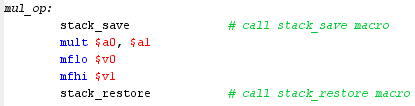 mul_op:
stack_save # call stack_save macro
mult $a0, $a1
mflo $v0
mfhi $v1
stack_restore # call stack_restore macro